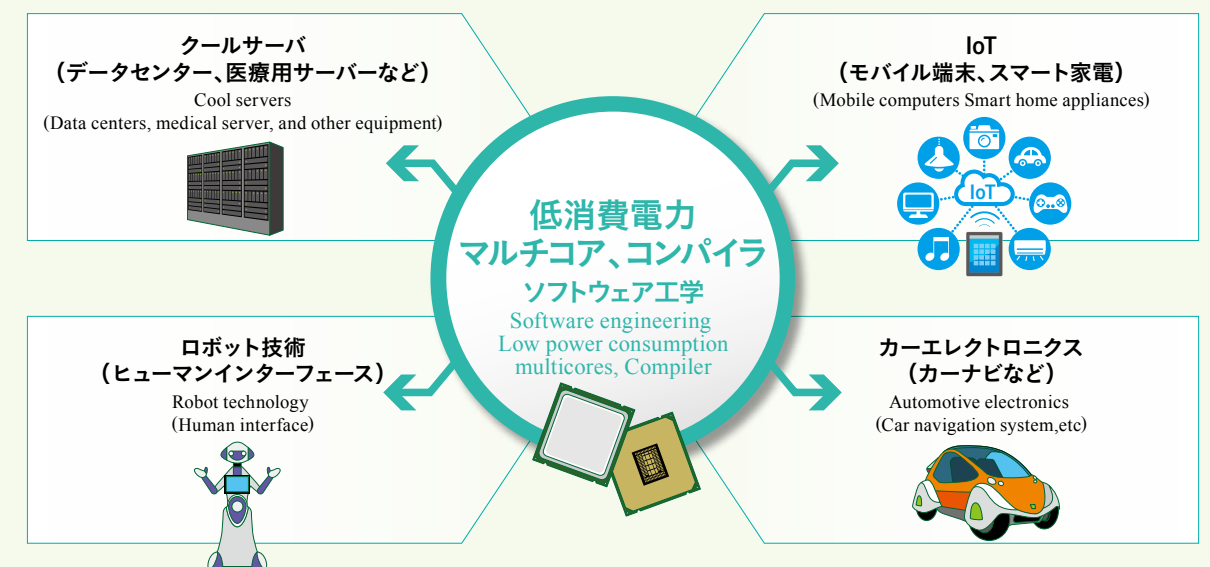 クールサーバ
（データセンター、医療用サーバーなど）
Cool servers
(Data centers, medical server, and other equipment)
IoT
（モバイル端末、スマート家電）
(Mobile computers Smart home appliances)
IoT
低消費電力
マルチコア、コンパイラ
ソフトウェア工学
Software engineering
Low power consumption
multicores, Compiler
ロボット技術
（ヒューマンインターフェース）
Robot technology
(Human interface)
カーエレクトロニクス
（カーナビなど）
Automotive electronics
(Car navigation system,etc)